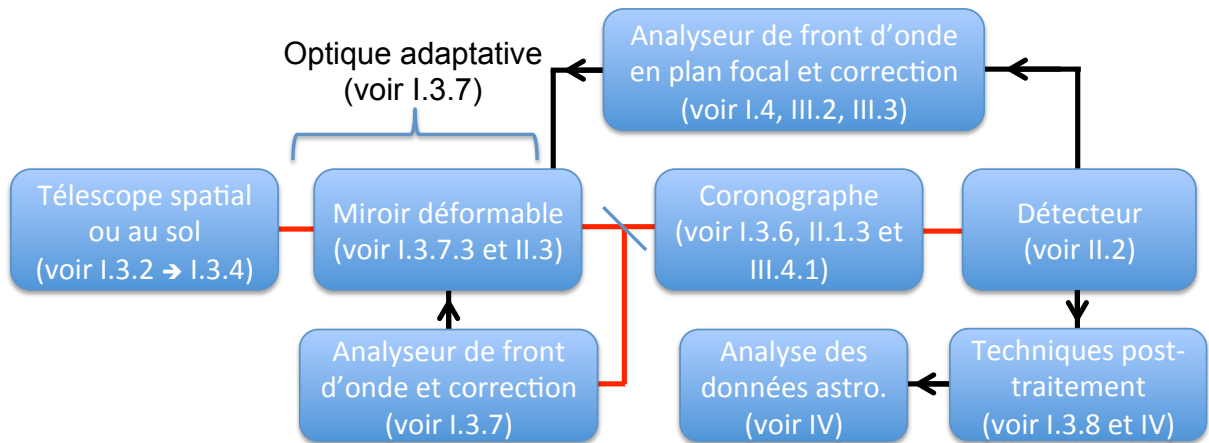 Optique adaptative
(voir I.3.7)
Analyseur de front d’onde
en plan focal et correction
(voir I.4, III.2, III.3)
Télescope spatial
ou au sol
(voir I.3.2 ➔ I.3.4)
Miroir déformable
(voir I.3.7.3 et II.3)
Coronographe
(voir I.3.6, II.1.3 et
III.4.1)
Détecteur
(voir II.2)
Analyseur de front
d’onde et correction
(voir I.3.7)
Analyse des
données astro.
(voir IV)
Techniques post-
traitement
(voir I.3.8 et IV)